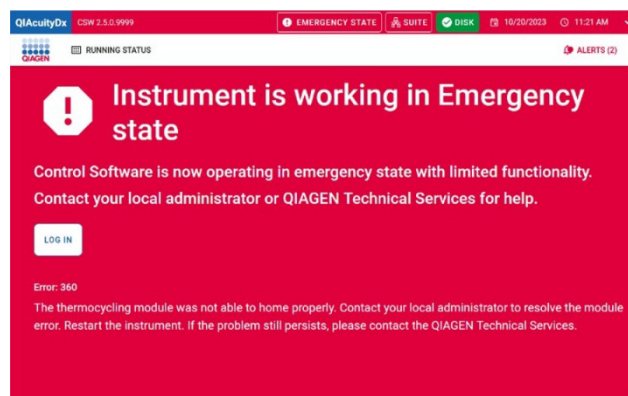 QIAcuityDx CSW 2.5.0.9999 EMERGENCY STATE SUITE DISK 10/20/2023 11:21 AM
QIAGEN RUNNING STATUS ALERTS (2)
Instrument is working in Emergency
state
Control Software is now operating in emergency state with limited functionality.
Contact your local administrator or QIAGEN Technical Services for help.
LOG IN
Error: 360
The thermocycling module was not able to home properly. Contact your local administrator to resolve the module
error. Restart the instrument. If the problem still persists, please contact the QIAGEN Technical Services.